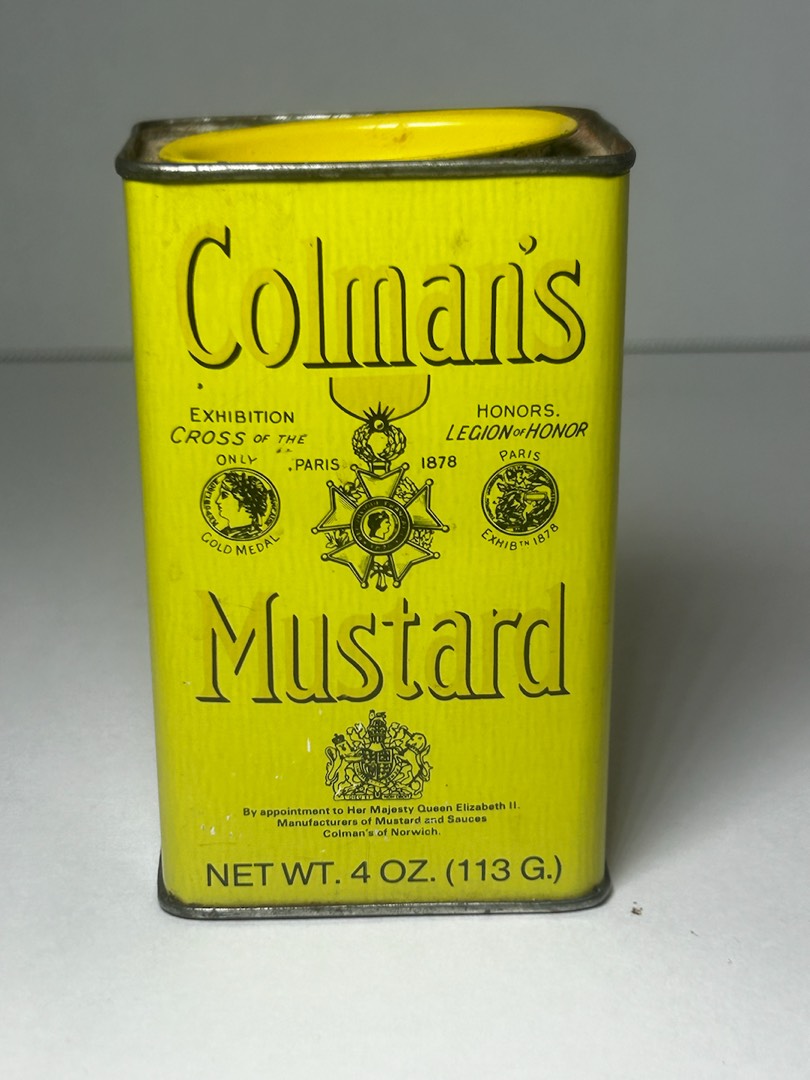 Colman's
EXHIBITION HONORS.
CROSS OF THE LEGION OF HONOR
ONLY PARIS 1878 PARIS
GOLD MEDAL EXHIBTN 1878
Mustard
By appointment to Her Majesty Queen Elizabeth II.
Manufacturers of Mustard and Sauces
Colman's of Norwich.
NET WT. 4 OZ. (113 G.)